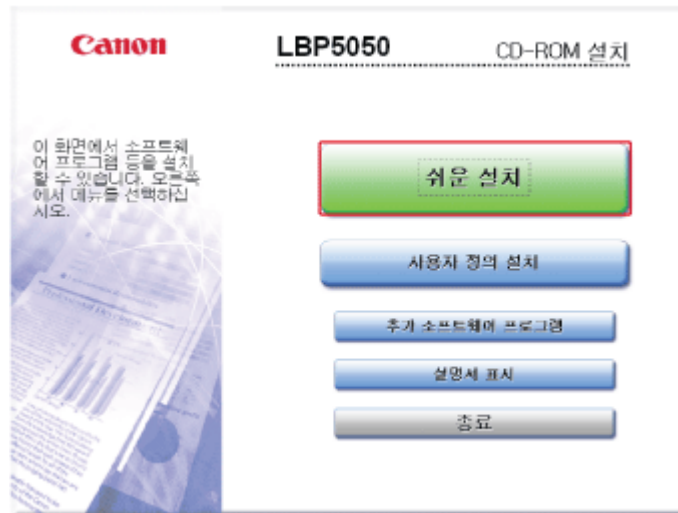 Canon
LBP5050
CD-ROM 설치
이 화면에서 소프트웨
어 프로그램 등을 설치
할 수 있습니다. 오른쪽
에서 메뉴를 선택하십
시오.
쉬운 설치
사용자 정의 설치
추가 소프트웨어 프로그램
설명서 표시
종료